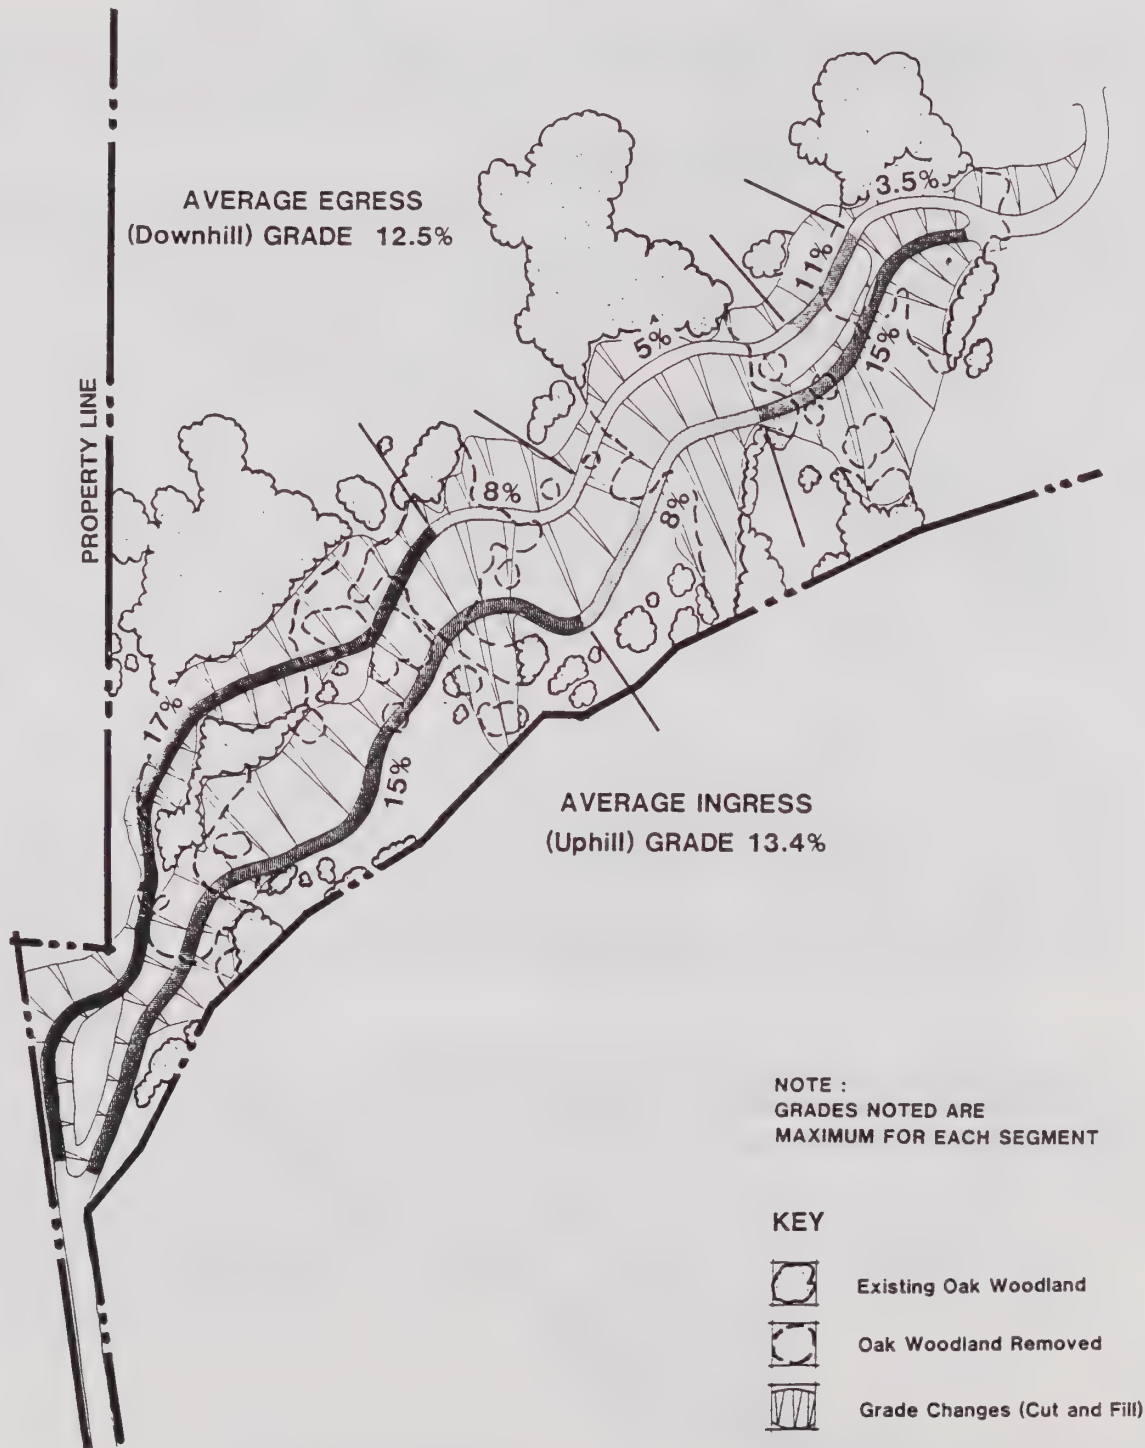 AVERAGE EGRESS
(Downhill) GRADE 12.5%
3.5%
11%
5%
15%
PROPERTY LINE
8%
8%
17%
15%
AVERAGE INGRESS
(Uphill) GRADE 13.4%
NOTE :
GRADES NOTED ARE
MAXIMUM FOR EACH SEGMENT
KEY
Existing Oak Woodland
Oak Woodland Removed
Grade Changes (Cut and Fill)